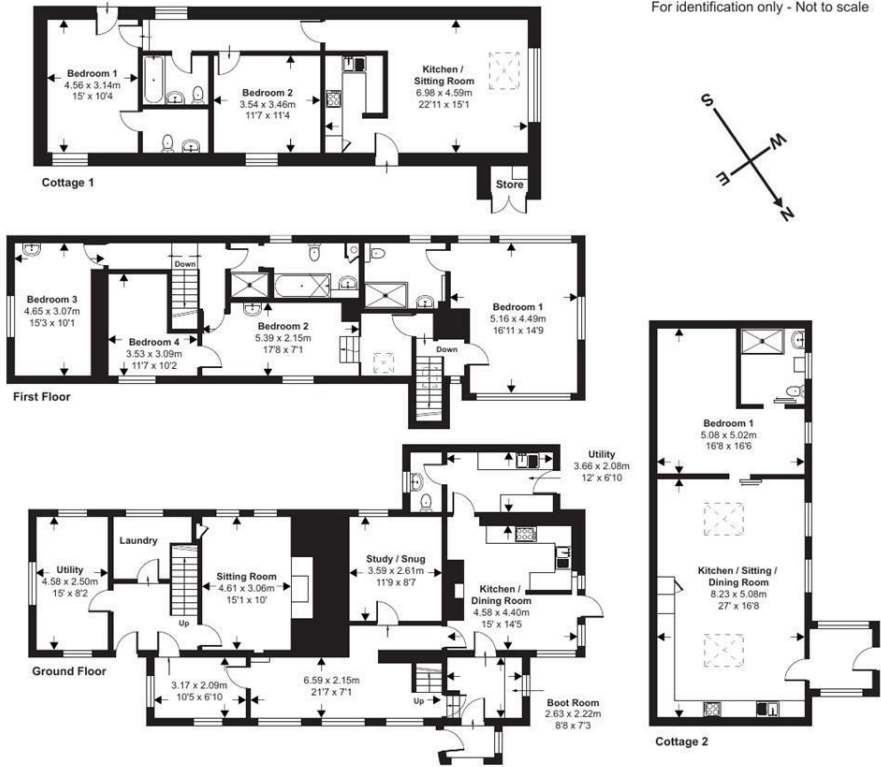 For identification only - Not to scale
Bedroom 1
4.56 x 3.14m
15' x 10'4
Bedroom 2
3.54 x 3.46m
11'7 x 11'4
Kitchen /
Sitting Room
6.98 x 4.59m
22'11 x 15'1
Cottage 1
Store
S
W
E
N
Bedroom 3
4.65 x 3.07m
15'3 x 10'1
Down
Bedroom 4
3.53 x 3.09m
11'7 x 10'2
Bedroom 2
5.39 x 2.15m
17'8 x 7'1
Down
Bedroom 1
5.16 x 4.49m
16'11 x 14'9
First Floor
Bedroom 1
5.08 x 5.02m
16'8 x 16'6
Kitchen / Sitting /
Dining Room
8.23 x 5.08m
27' x 16'8
Cottage 2
Utility
3.66 x 2.08m
12' x 6'10
Utility
4.58 x 2.50m
15' x 8'2
Laundry
Up
Sitting Room
4.61 x 3.06m
15'1 x 10'
Study / Snug
3.59 x 2.61m
11'9 x 8'7
Kitchen /
Dining Room
4.58 x 4.40m
15' x 14'5
Ground Floor
3.17 x 2.09m
10'5 x 6'10
6.59 x 2.15m
21'7 x 7'1
Up
Boot Room
2.63 x 2.22m
8'8 x 7'3